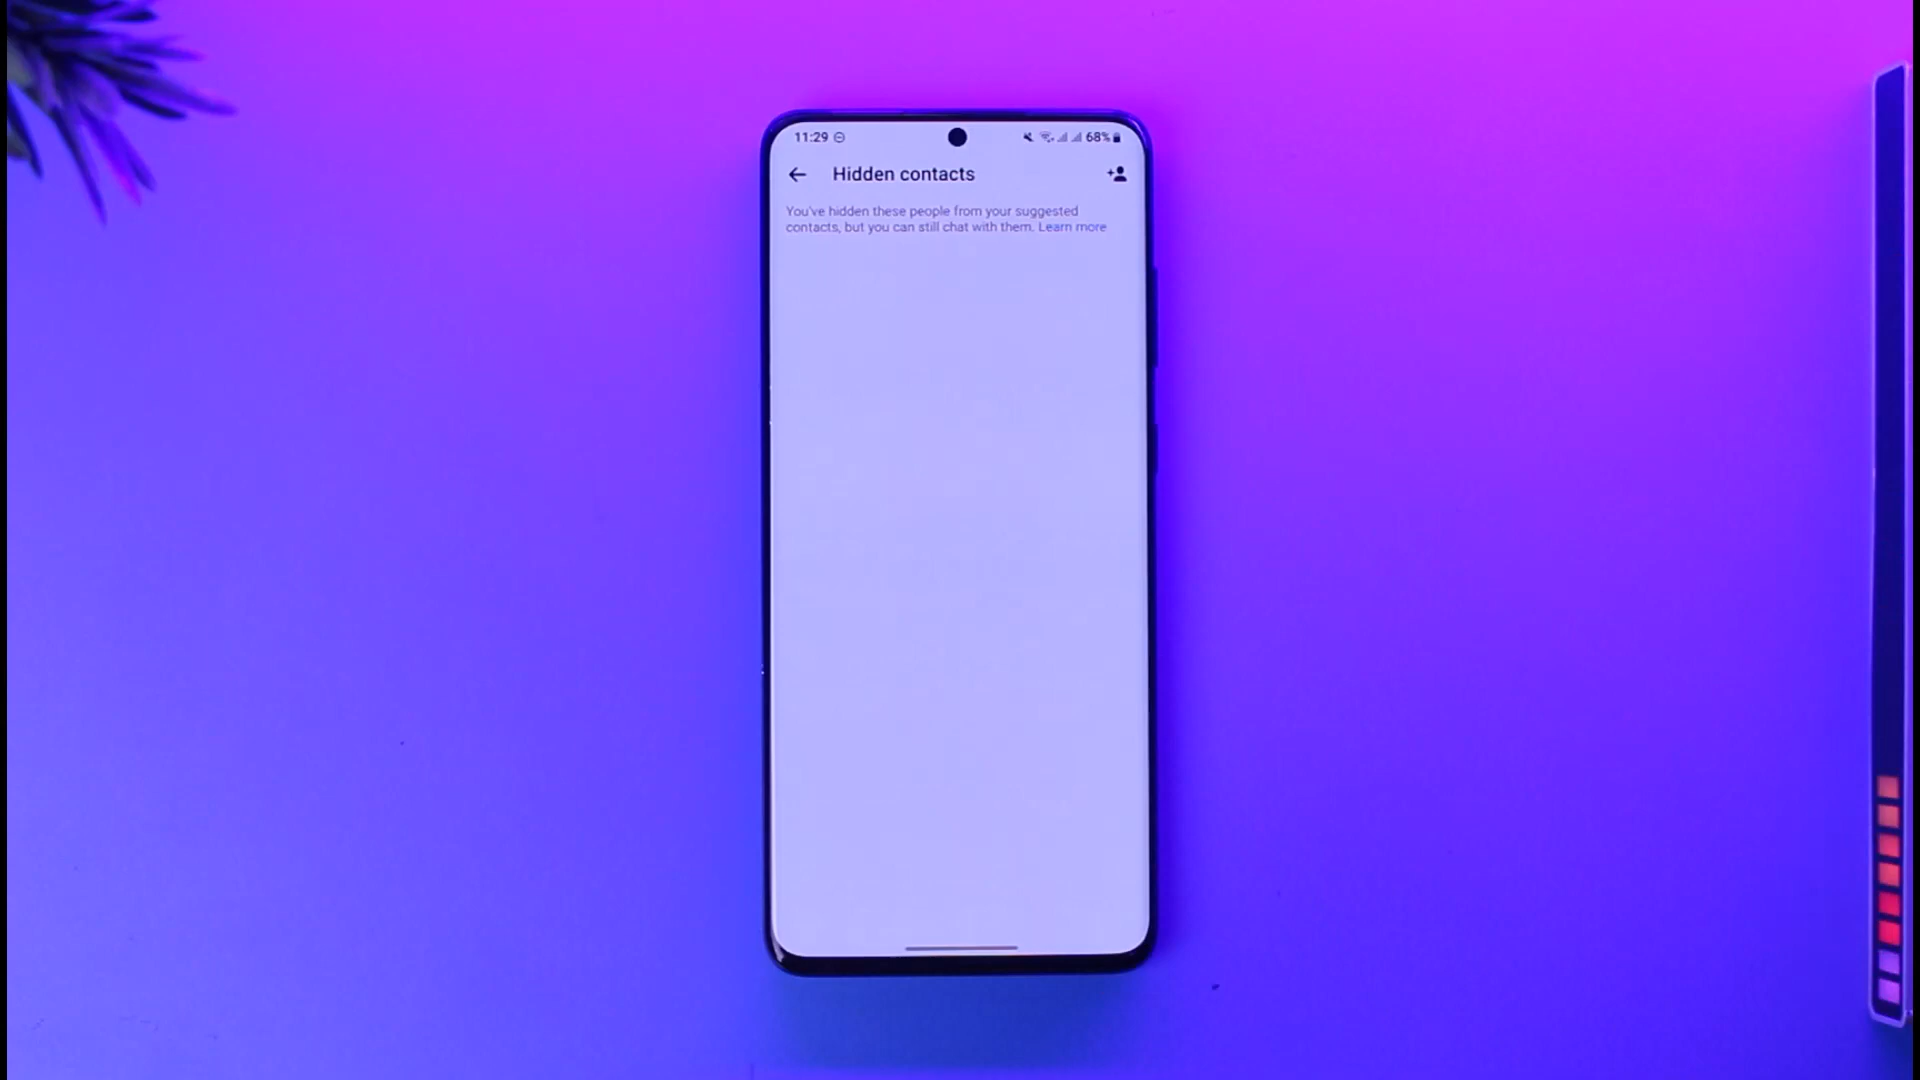 11:29
68%
Hidden contacts
You've hidden these people from your suggested
contacts, but you can still chat with them. Learn more